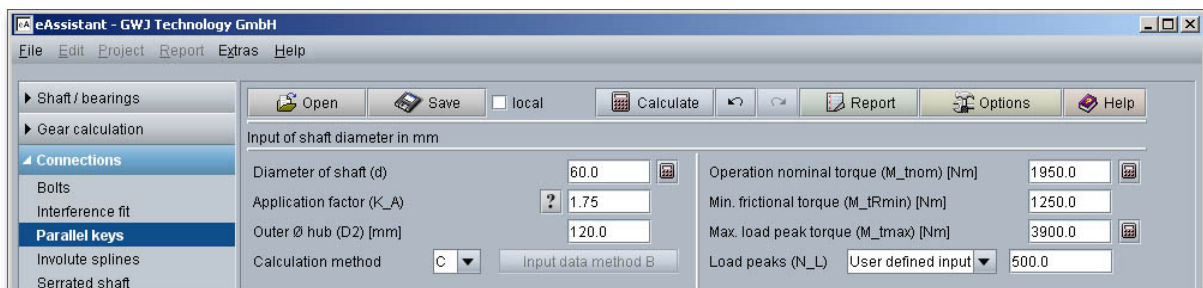 eA eAssistant - GWJ Technology GmbH
File Edit Project Report Extras Help
Shaft / bearings
Gear calculation
Connections
Bolts
Interference fit
Parallel keys
Involute splines
Serrated shaft
Open Save local Calculate Report Options Help
Input of shaft diameter in mm
Diameter of shaft (d) 60.0
Application factor (K_A) ? 1.75
Outer Ø hub (D2) [mm] 120.0
Calculation method C Input data method B
Operation nominal torque (M_tnom) [Nm] 1950.0
Min. frictional torque (M_tRmin) [Nm] 1250.0
Max. load peak torque (M_tmax) [Nm] 3900.0
Load peaks (N_L) User defined input 500.0